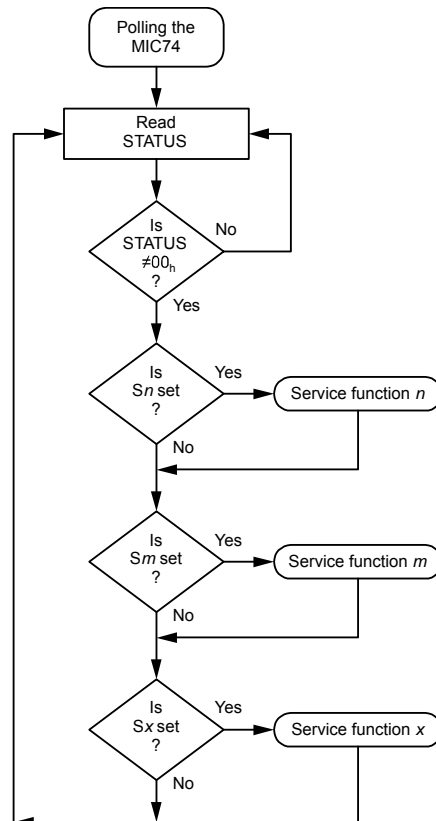 Polling the
MIC74
Read
STATUS
Is
STATUS
≠00h
?
No
Yes
Is
Sn set
?
Yes
Service function n
No
Is
Sm set
?
Yes
Service function m
No
Is
Sx set
?
Yes
Service function x
No